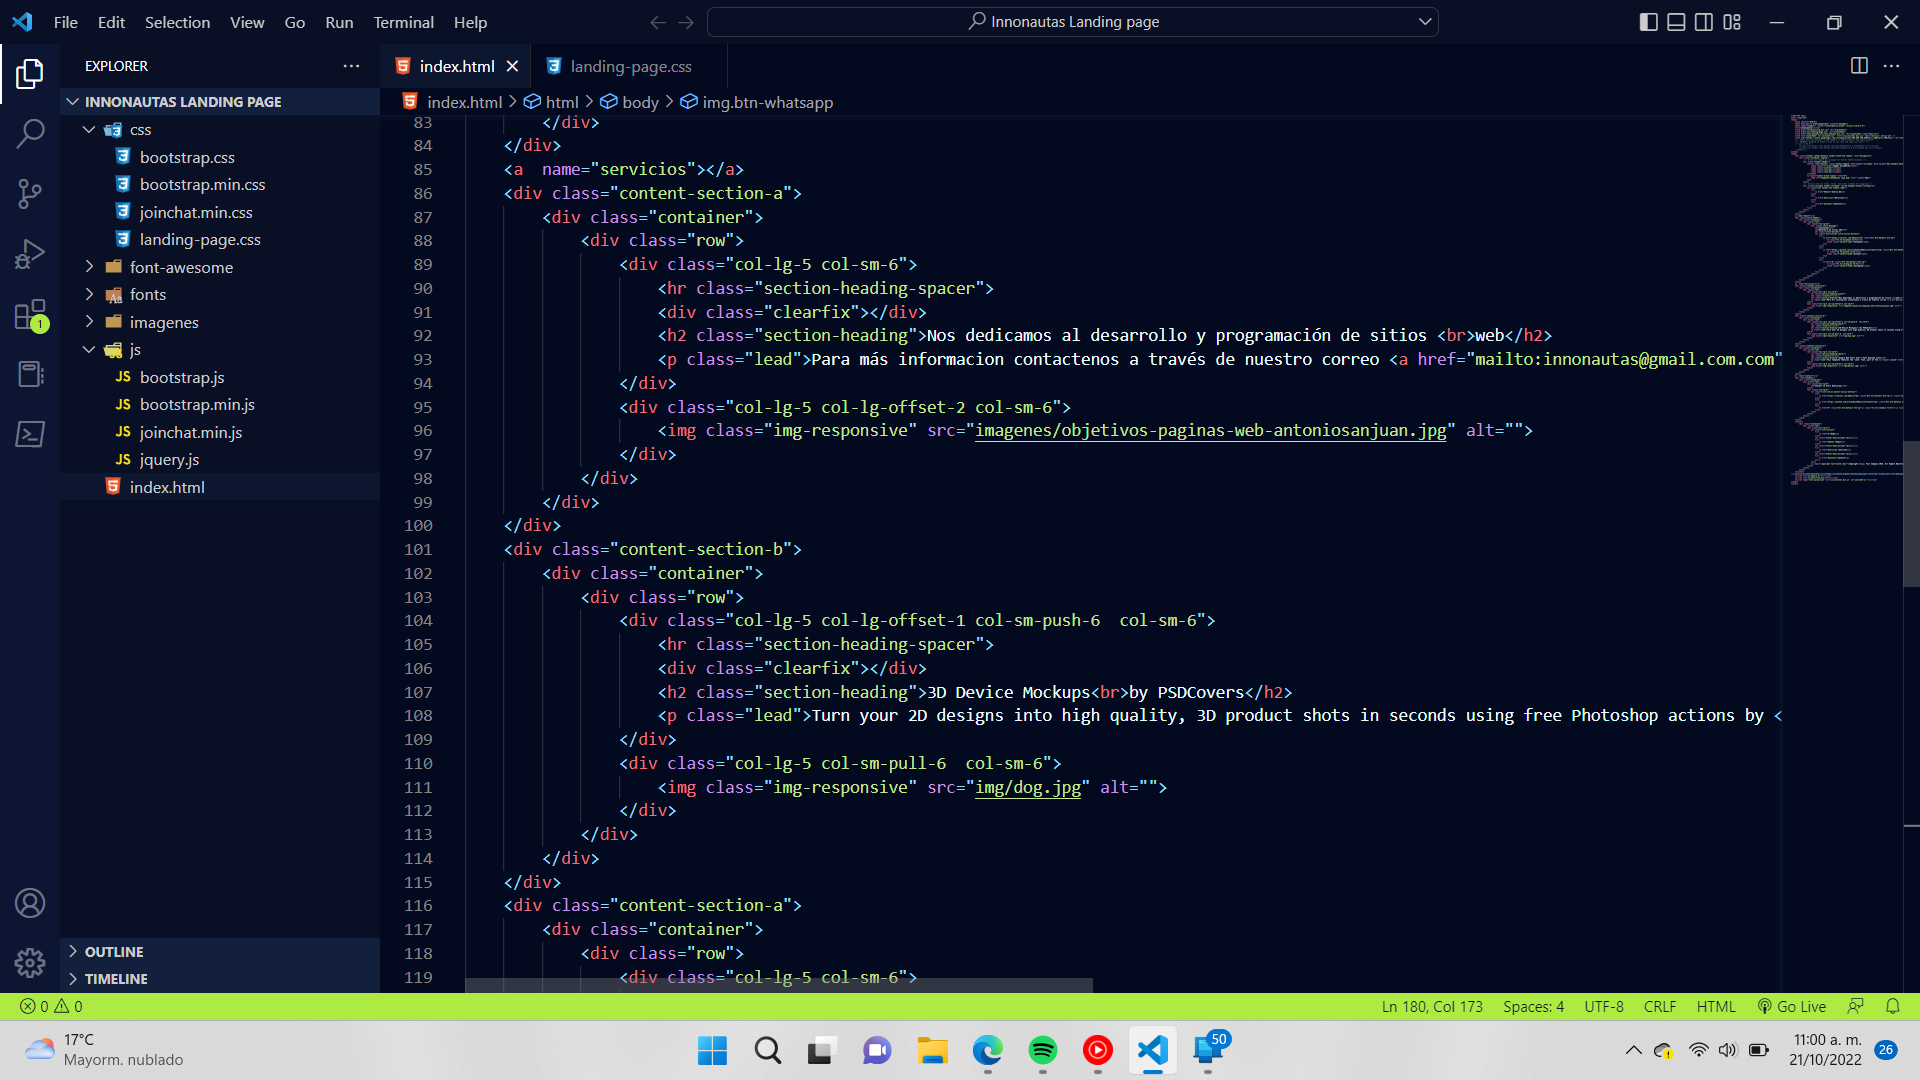 File Edit Selection View Go Run Terminal Help
Innonautas Landing page
EXPLORER
INNONAUTAS LANDING PAGE
css
bootstrap.css
bootstrap.min.css
joinchat.min.css
landing-page.css
font-awesome
fonts
imagenes
js
JS bootstrap.js
JS bootstrap.min.js
JS joinchat.min.js
JS jquery.js
index.html
OUTLINE
TIMELINE
1
index.html landing-page.css
index.html > html > body > img.btn-whatsapp
83 </div>
84 </div>
85 <a  name="servicios"></a>
86 <div class="content-section-a">
87 <div class="container">
88 <div class="row">
89 <div class="col-lg-5 col-sm-6">
90 <hr class="section-heading-spacer">
91 <div class="clearfix"></div>
92 <h2 class="section-heading">Nos dedicamos al desarrollo y programación de sitios <br>web</h2>
93 <p class="lead">Para más informacion contactenos a través de nuestro correo <a href="mailto:innonautas@gmail.com.com"
94 </div>
95 <div class="col-lg-5 col-lg-offset-2 col-sm-6">
96 <img class="img-responsive" src="imagenes/objetivos-paginas-web-antoniosanjuan.jpg" alt="">
97 </div>
98 </div>
99 </div>
100 </div>
101 <div class="content-section-b">
102 <div class="container">
103 <div class="row">
104 <div class="col-lg-5 col-lg-offset-1 col-sm-push-6  col-sm-6">
105 <hr class="section-heading-spacer">
106 <div class="clearfix"></div>
107 <h2 class="section-heading">3D Device Mockups<br>by PSDCovers</h2>
108 <p class="lead">Turn your 2D designs into high quality, 3D product shots in seconds using free Photoshop actions by <
109 </div>
110 <div class="col-lg-5 col-sm-pull-6  col-sm-6">
111 <img class="img-responsive" src="img/dog.jpg" alt="">
112 </div>
113 </div>
114 </div>
115 </div>
116 <div class="content-section-a">
117 <div class="container">
118 <div class="row">
119 <div class="col-lg-5 col-sm-6">
0 0 Ln 180, Col 173 Spaces: 4 UTF-8 CRLF HTML Go Live
17°C
Mayorm. nublado
50
11:00 a. m.
21/10/2022
26